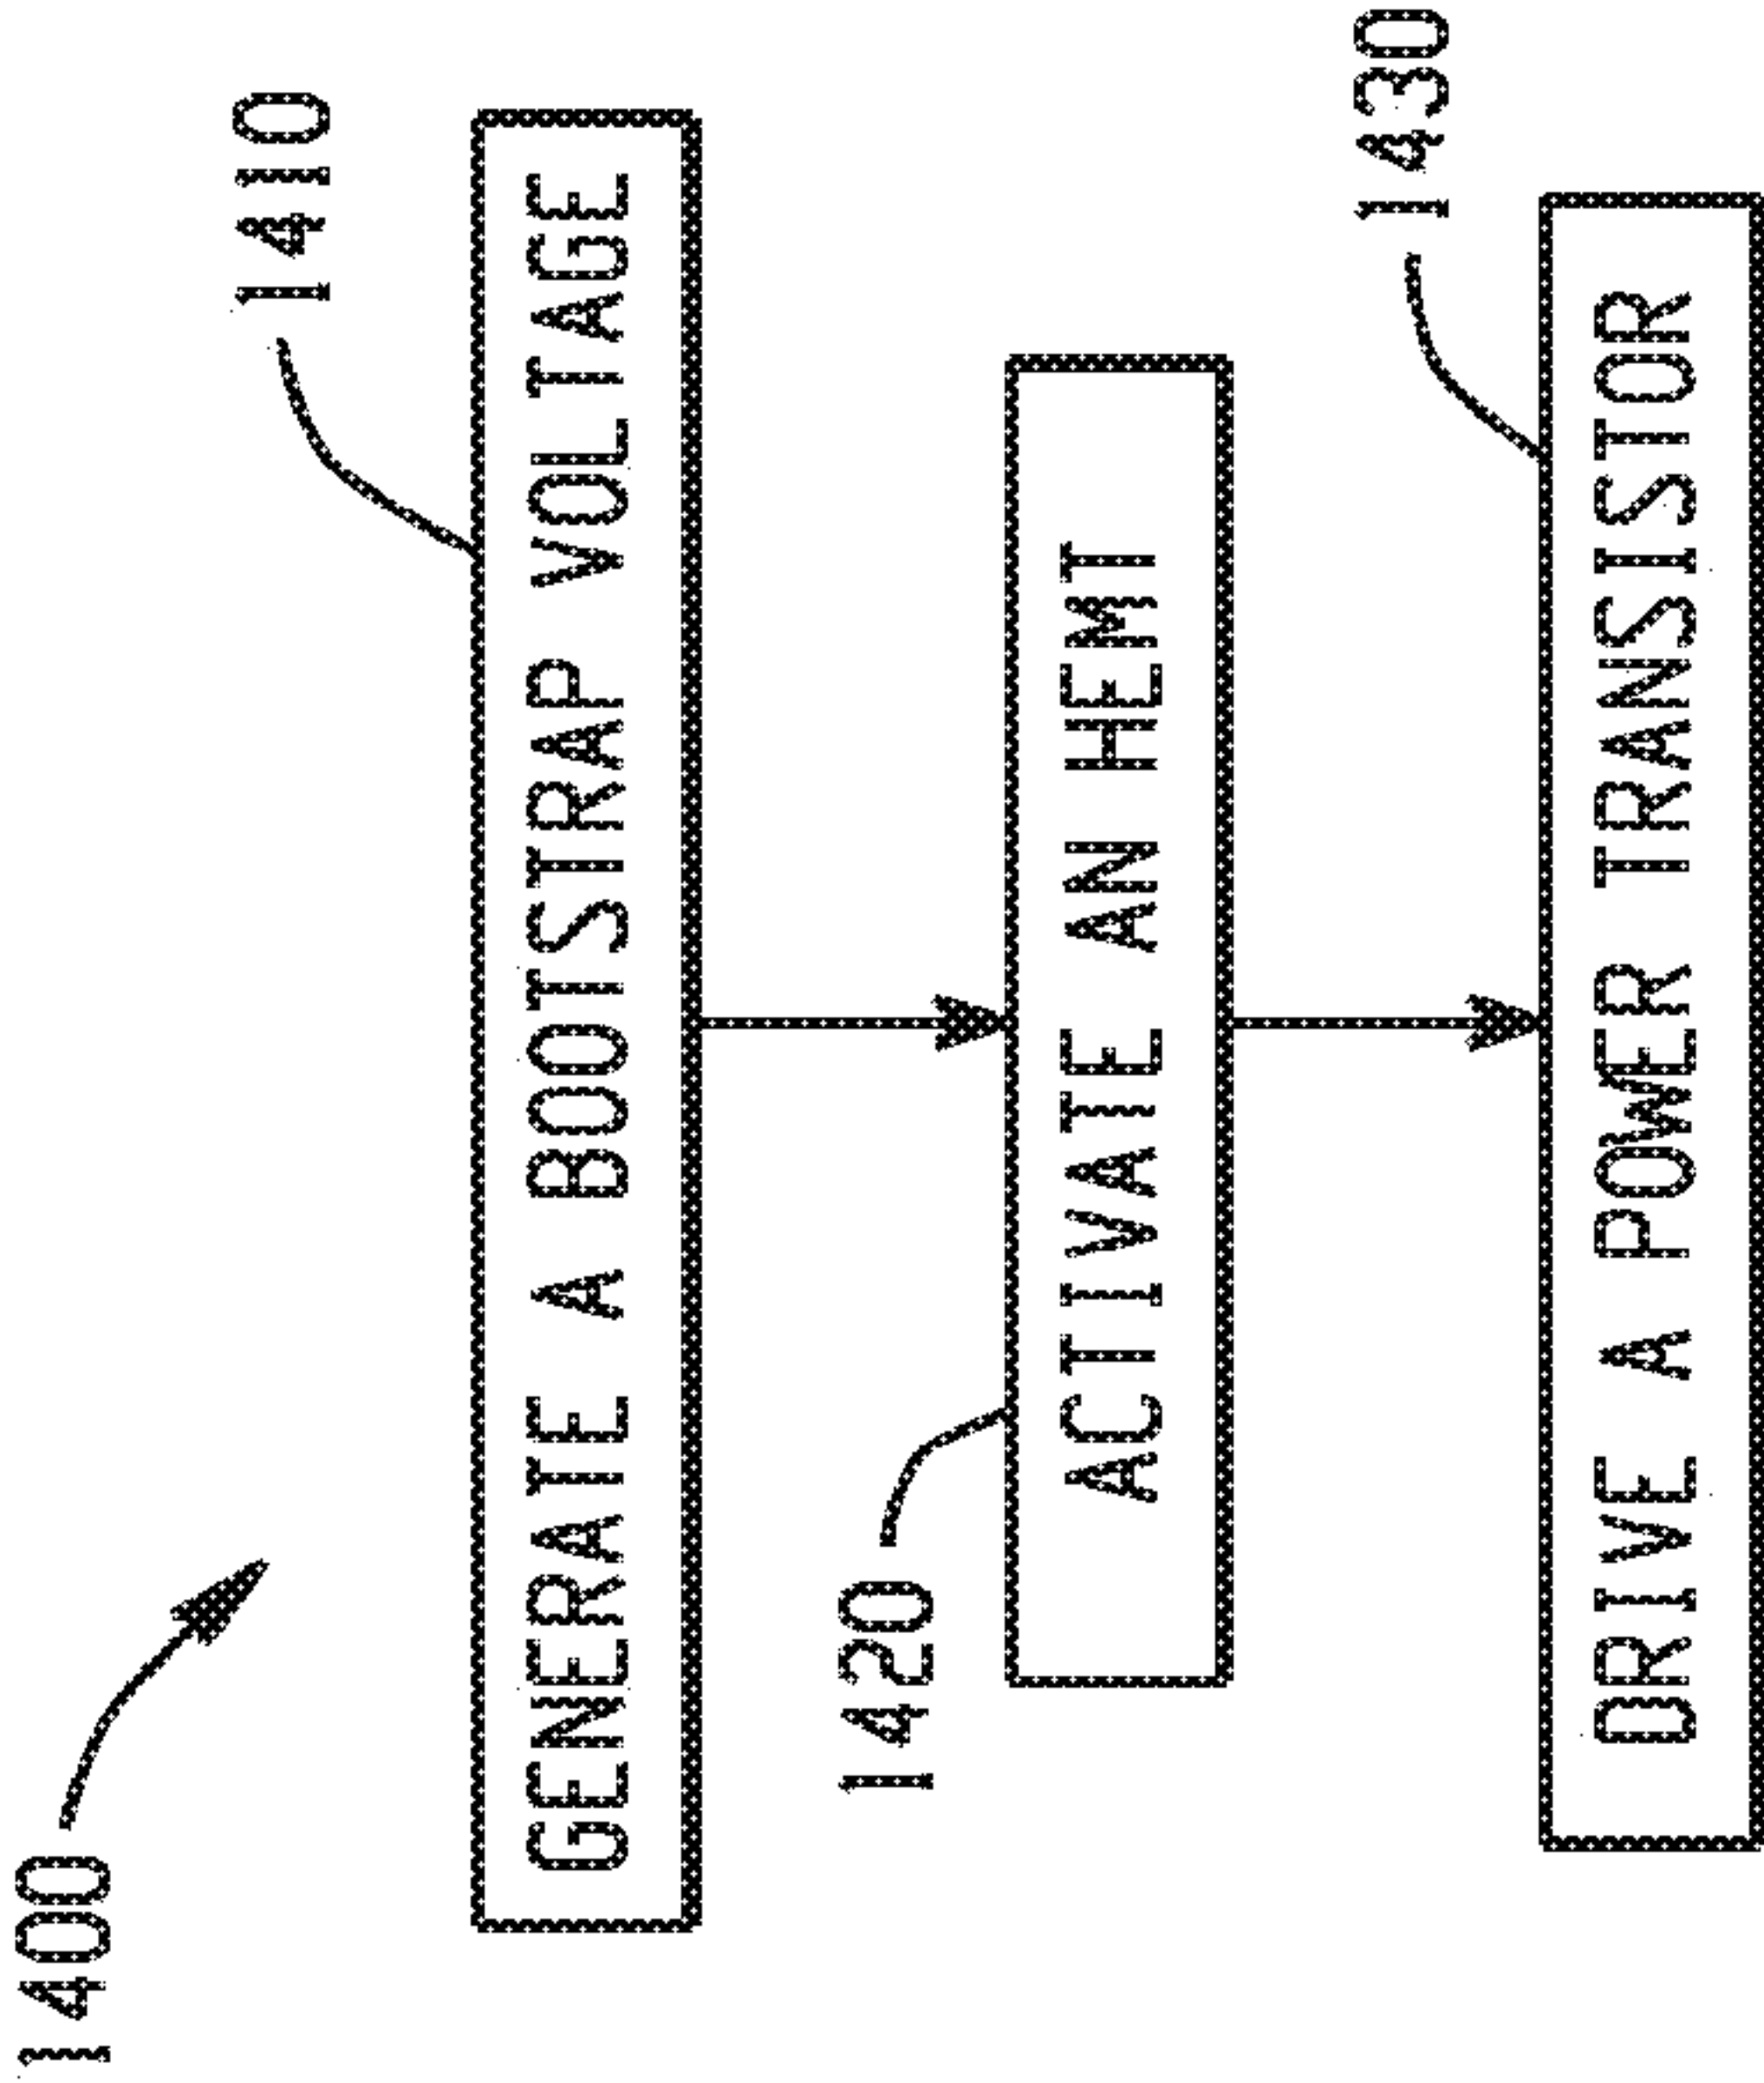 1400
1410
GENERATE A BOOTSTRAP VOLTAGE
1420
ACTIVATE AN HEMT
1430
DRIVE A POWER TRANSISTOR